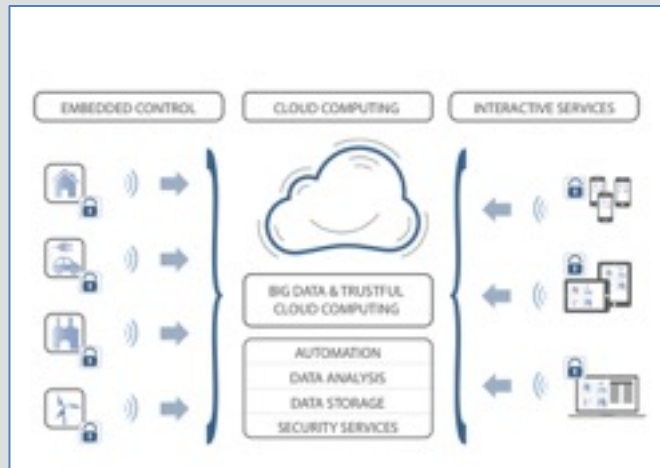 EMBEDDED CONTROL
CLOUD COMPUTING
INTERACTIVE SERVICES
BIG DATA & TRUSTFUL
CLOUD COMPUTING
AUTOMATION
DATA ANALYSIS
DATA STORAGE
SECURITY SERVICES